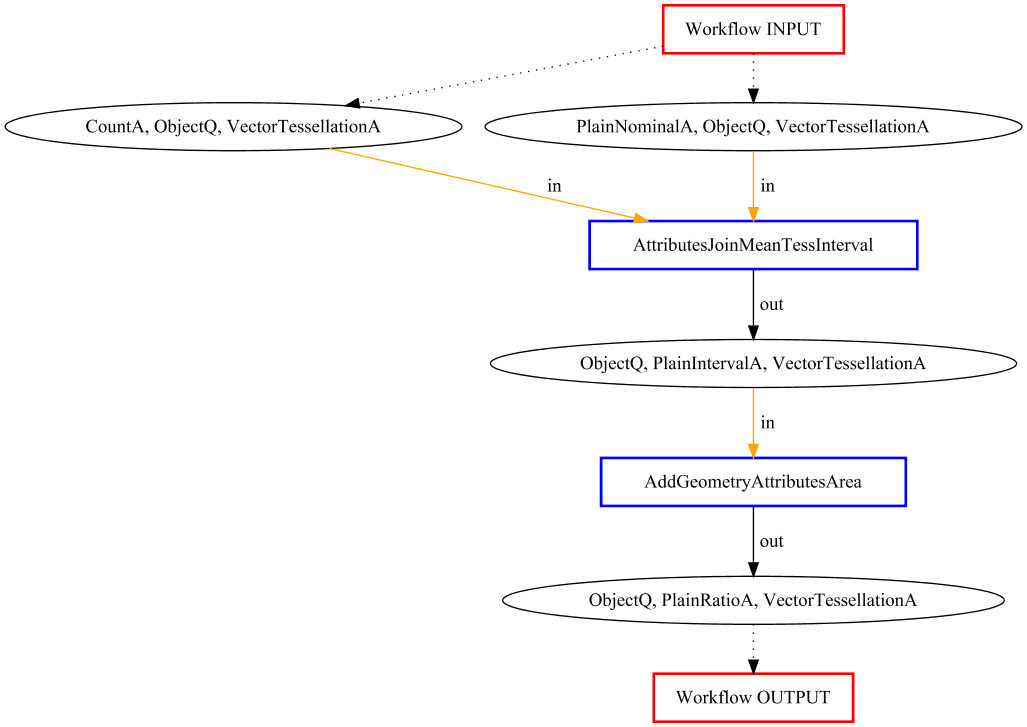 Workflow INPUT
CountA, ObjectQ, VectorTessellationA
PlainNominalA, ObjectQ, VectorTessellationA
in
in
AttributesJoinMeanTessInterval
out
ObjectQ, PlainIntervalA, VectorTessellationA
in
AddGeometryAttributesArea
out
ObjectQ, PlainRatioA, VectorTessellationA
Workflow OUTPUT